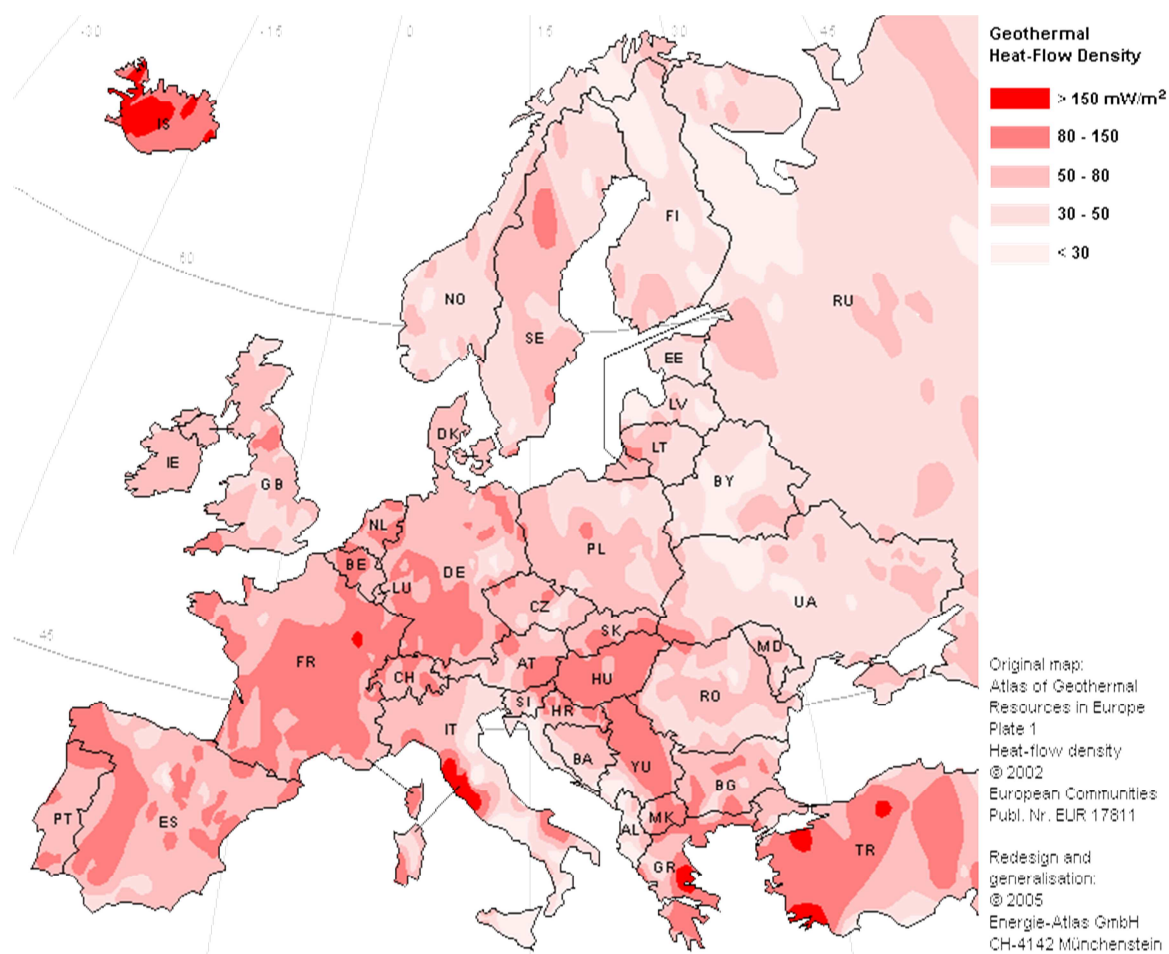 -30
-15
0
15
30
45
Geothermal
Heat-Flow Density
> 150 mW/m²
80 - 150
50 - 80
30 - 50
< 30
IS
60
FI
NO
RU
SE
EE
LV
DK
LT
IE
GB
BY
NL
PL
BE
DE
LU
CZ
UA
SK
MD
FR
AT
CH
HU
RO
SI
HR
45
IT
BA
YU
BG
PT
ES
MK
AL
TR
GR
Original map:
Atlas of Geothermal
Resources in Europe
Plate 1
Heat-flow density
© 2002
European Communities
Publ. Nr. EUR 17811
Redesign and
generalisation:
© 2005
Energie-Atlas GmbH
CH-4142 Münchenstein